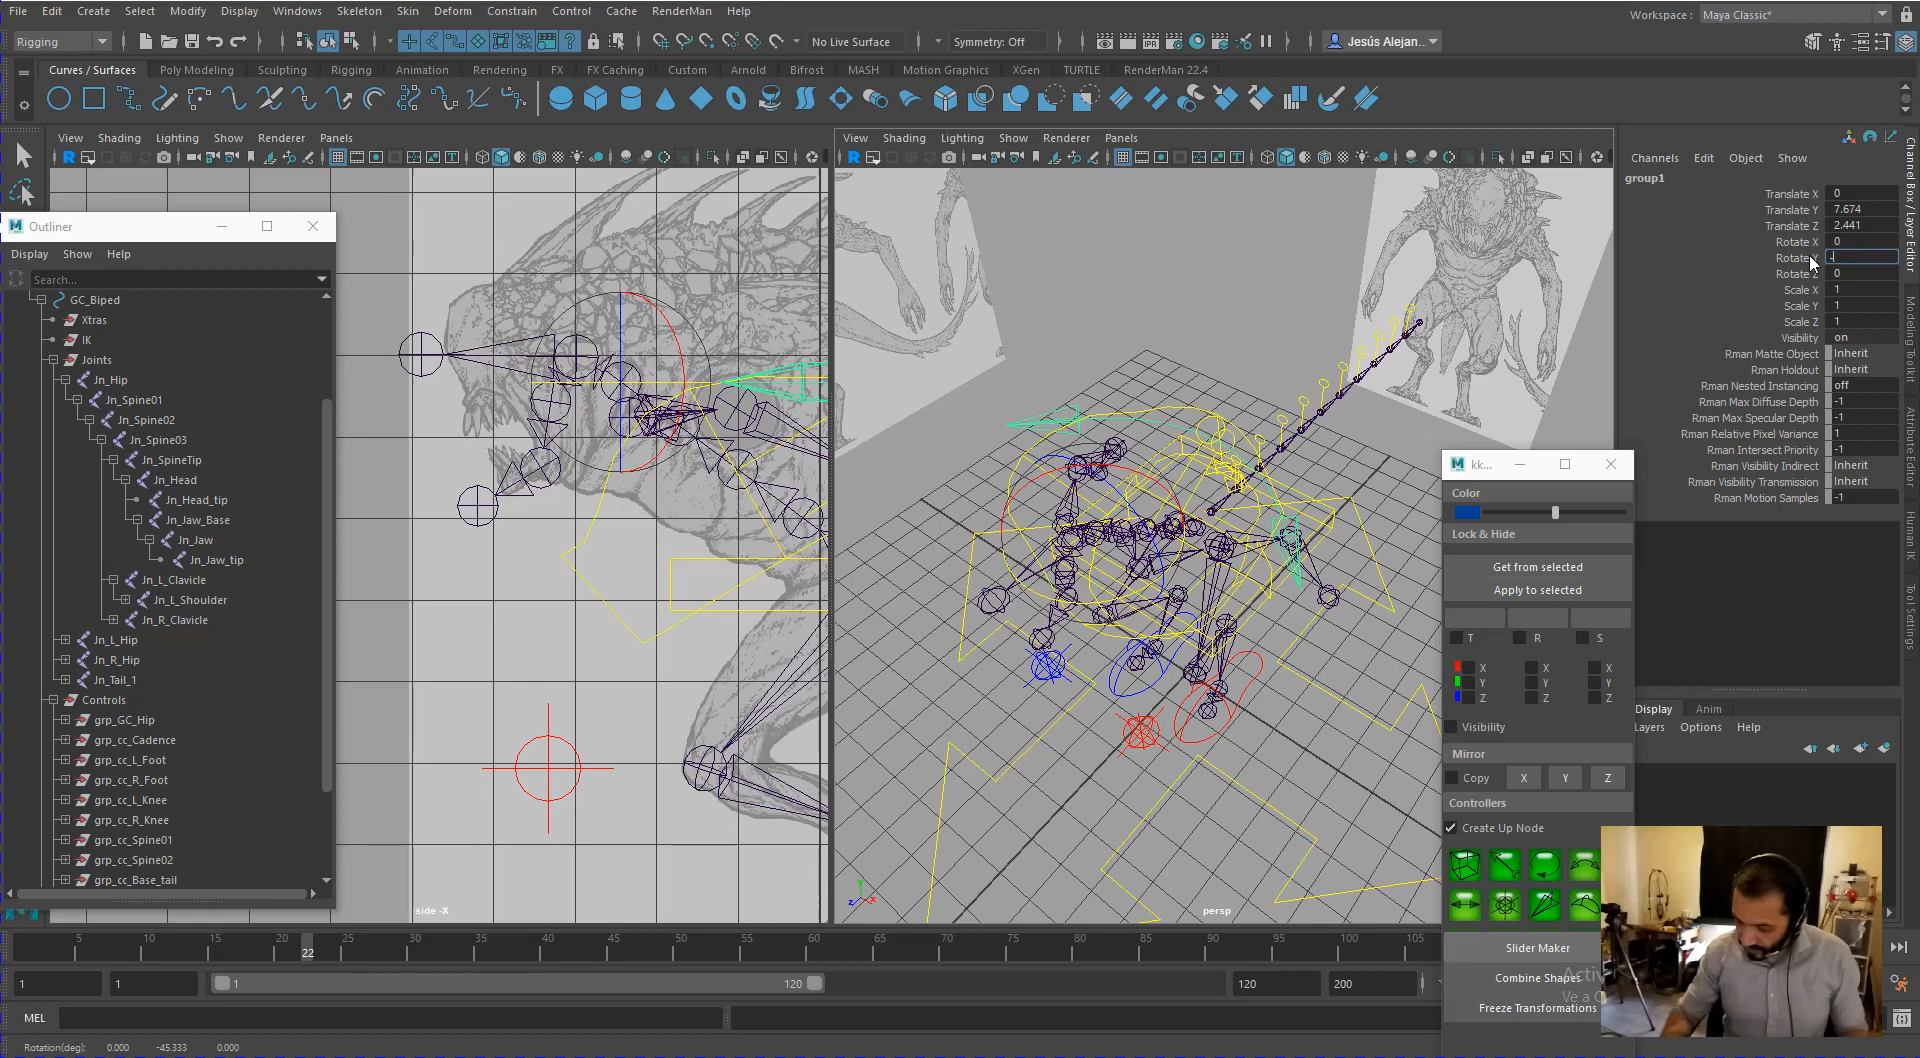 File Edit Create Select Modify Display Windows Skeleton Skin Deform Constrain Control Cache RenderMan Help
Workspace : Maya Classic*
Rigging No Live Surface Symmetry: Off Jesús Alejan...
Curves / Surfaces Poly Modeling Sculpting Rigging Animation Rendering FX FX Caching Custom Arnold Bifrost MASH Motion Graphics XGen TURTLE RenderMan 22.4
View Shading Lighting Show Renderer Panels
View Shading Lighting Show Renderer Panels
Outliner
Display Show Help
Search...
GC_Biped
Xtras
IK
Joints
Jn_Hip
Jn_Spine01
Jn_Spine02
Jn_Spine03
Jn_SpineTip
Jn_Head
Jn_Head_tip
Jn_Jaw_Base
Jn_Jaw
Jn_Jaw_tip
Jn_L_Clavicle
Jn_L_Shoulder
Jn_R_Clavicle
Jn_L_Hip
Jn_R_Hip
Jn_Tail_1
Controls
grp_GC_Hip
grp_cc_Cadence
grp_cc_L_Foot
grp_cc_R_Foot
grp_cc_L_Knee
grp_cc_R_Knee
grp_cc_Spine01
grp_cc_Spine02
grp_cc_Base_tail
side -X
persp
Channels Edit Object Show
group1
Translate X 0
Translate Y 7.674
Translate Z 2.441
Rotate X 0
Rotate Y -
Rotate Z 0
Scale X 1
Scale Y 1
Scale Z 1
Visibility on
Rman Matte Object Inherit
Rman Holdout Inherit
Rman Nested Instancing off
Rman Max Diffuse Depth -1
Rman Max Specular Depth -1
Rman Relative Pixel Variance 1
Rman Intersect Priority -1
Rman Visibility Indirect Inherit
Rman Visibility Transmission Inherit
Rman Motion Samples -1
Channel Box / Layer Editor
Modeling Toolkit
Attribute Editor
Human IK
Tool Settings
kk...
Color
Lock & Hide
Get from selected
Apply to selected
T R S
X X X
Y Y Y
Z Z Z
Visibility
Mirror
Copy X Y Z
Controllers
Create Up Node
Slider Maker
Combine Shapes
Freeze Transformations
Display Anim
Layers Options Help
5 10 15 20 22 25 30 35 40 45 50 55 60 65 70 75 80 85 90 95 100 105
1 1 1 120 120 200
MEL
Rotation(deg): 0.000 -45.333 0.000